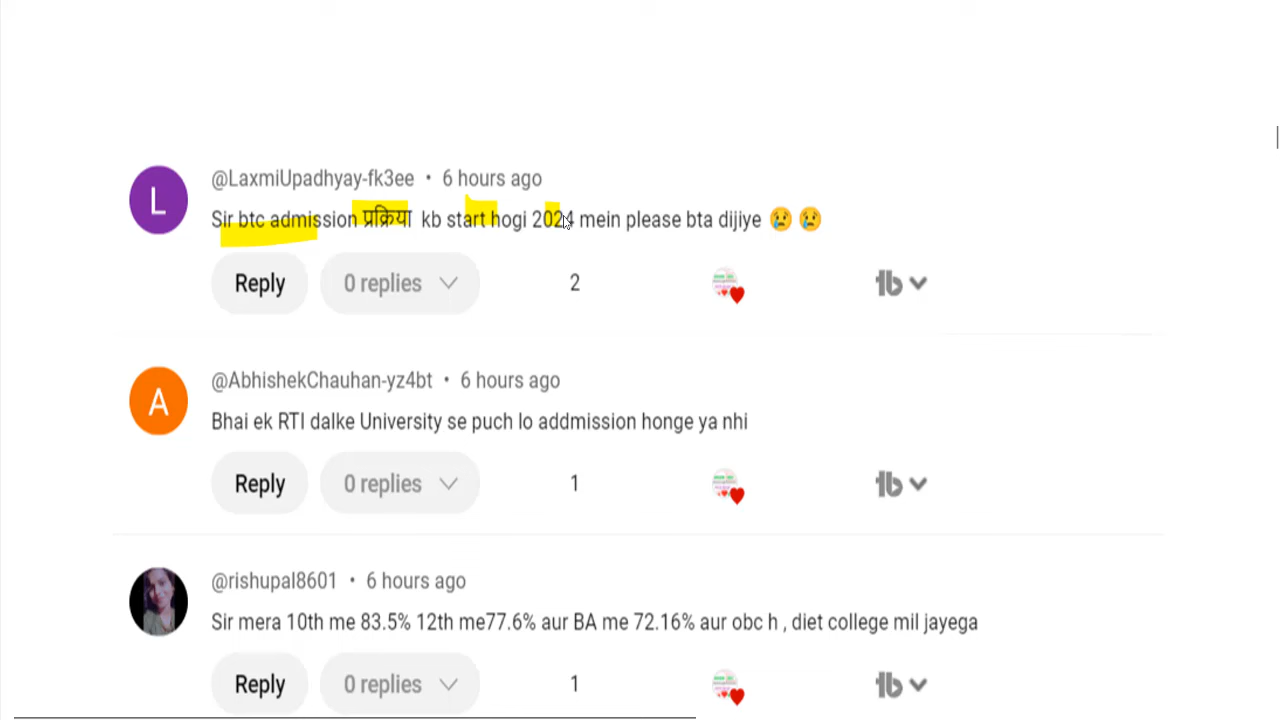 L
@LaxmiUpadhyay-fk3ee • 6 hours ago
Sir btc admission प्रक्रिया kb start hogi 2024 mein please bta dijiye 😢 😢
Reply 0 replies 2
A
@AbhishekChauhan-yz4bt • 6 hours ago
Bhai ek RTI dalke University se puch lo addmission honge ya nhi
Reply 0 replies 1
@rishupal8601 • 6 hours ago
Sir mera 10th me 83.5% 12th me77.6% aur BA me 72.16% aur obc h , diet college mil jayega
Reply 0 replies 1